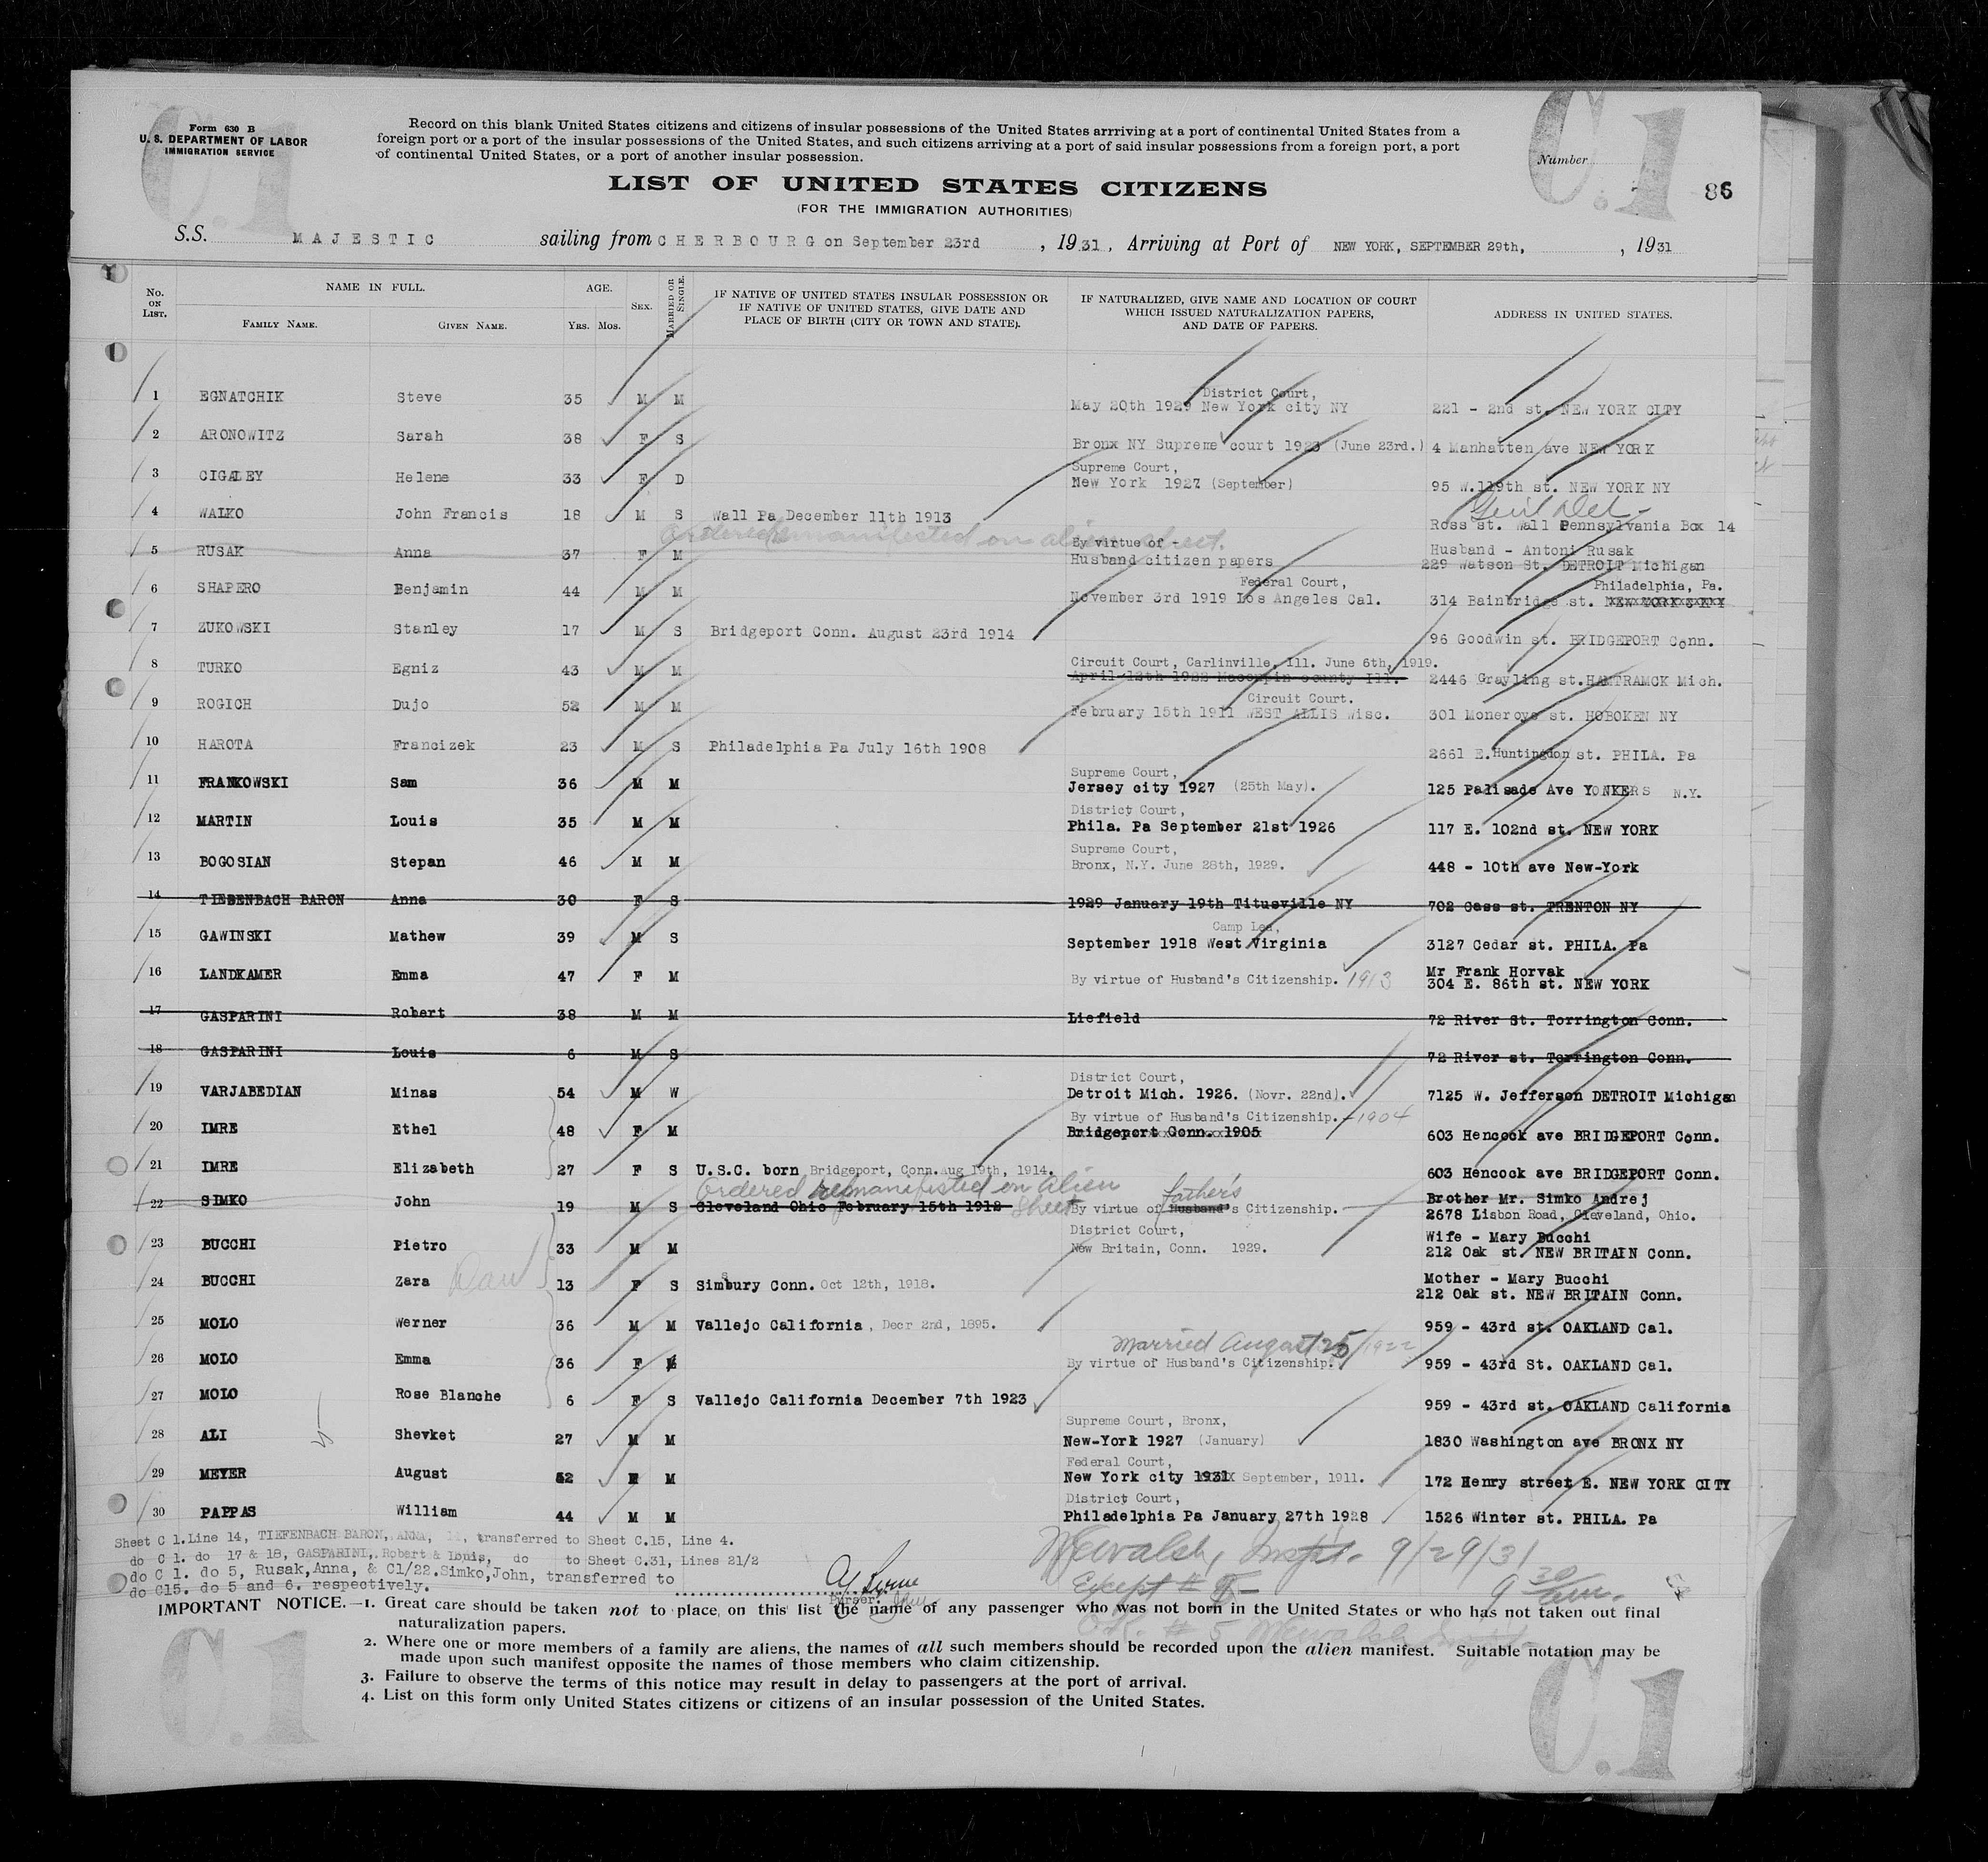 C.1
C.1
Form 630 B
U. S. DEPARTMENT OF LABOR
IMMIGRATION SERVICE
Record on this blank United States citizens and citizens of insular possessions of the United States arrriving at a port of continental United States from a
foreign port or a port of the insular possessions of the United States, and such citizens arriving at a port of said insular possessions from a foreign port, a port
of continental United States, or a port of another insular possession.
Number
86
LIST OF UNITED STATES CITIZENS
(FOR THE IMMIGRATION AUTHORITIES)
S.S. MAJESTIC sailing from CHERBOURG on September 23rd, 1931, Arriving at Port of NEW YORK, SEPTEMBER 29th, , 1931
No. ON LIST. NAME IN FULL. FAMILY NAME. GIVEN NAME. AGE. YRS. MOS. SEX. MARRIED OR SINGLE. IF NATIVE OF UNITED STATES INSULAR POSSESSION OR IF NATIVE OF UNITED STATES, GIVE DATE AND PLACE OF BIRTH (CITY OR TOWN AND STATE). IF NATURALIZED, GIVE NAME AND LOCATION OF COURT WHICH ISSUED NATURALIZATION PAPERS, AND DATE OF PAPERS. ADDRESS IN UNITED STATES.
District Court,
1 EGNATCHIK Steve 35 M M May 20th 1929 New York city NY 221 - 2nd st. NEW YORK CITY
2 ARONOWITZ Sarah 38 F S Bronx NY Supreme court 1923 (June 23rd.) 4 Manhatten ave NEW YORK
Supreme Court,
3 CIGALEY Helene 33 F D New York 1927 (September) 95 W.119th st. NEW YORK NY
4 WALKO John Francis 18 M S Wall Pa December 11th 1913 Ross st. Wall Pennsylvania Box 14
Ordered remanifested on alien sheet.
By virtue of - Husband - Antoni Rusak
5 RUSAK Anna 37 F M Husband citizen papers 229 Watson St. DETROIT Michigan
Federal Court, Philadelphia, Pa.
6 SHAPERO Benjamin 44 M M November 3rd 1919 Los Angeles Cal. 314 Bainbridge st. NEW YORK CITY
7 ZUKOWSKI Stanley 17 M S Bridgeport Conn. August 23rd 1914 96 Goodwin st. BRIDGEPORT Conn.
Circuit Court, Carlinville, Ill. June 6th, 1919.
8 TURKO Egniz 43 M M April 12th 1922 Macoupin county Ill. 2446 Grayling st.HAMTRAMCK Mich.
Circuit Court.
9 ROGICH Dujo 52 M M February 15th 1911 WEST ALLIS Wisc. 301 Moneroys st. HOBOKEN NY
10 HAROTA Francizek 23 M S Philadelphia Pa July 16th 1908 2661 E.Huntingdon st. PHILA. Pa
Supreme Court,
11 FRANKOWSKI Sam 36 M M Jersey city 1927 (25th May). 125 Palisade Ave YONKERS N.Y.
District Court,
12 MARTIN Louis 35 M M Phila. Pa September 21st 1926 117 E. 102nd st. NEW YORK
Supreme Court,
13 BOGOSIAN Stepan 46 M M Bronx, N.Y. June 28th, 1929. 448 - 10th ave New-York
14 TIEBENBACH BARON Anna 30 F S 1929 January 19th Titusville NY 702 Cass st. TRENTON NY
Camp Lee,
15 GAWINSKI Mathew 39 M S September 1918 West Virginia 3127 Cedar st. PHILA. Pa
Mr Frank Horvak
16 LANDKAMER Emma 47 F M By virtue of Husband's Citizenship. 1913 304 E. 86th st. NEW YORK
17 GASPARINI Robert 38 M M Liefield 72 River St. Torrington Conn.
18 GASPARINI Louis 6 M S 72 River st. Torrington Conn.
District Court,
19 VARJABEDIAN Minas 54 M W Detroit Mich. 1926. (Novr. 22nd). 7125 W. Jefferson DETROIT Michigan
By virtue of Husband's Citizenship. - 1904
20 IMRE Ethel 48 F M Bridgeport Conn. 1905 603 Hencock ave BRIDGEPORT Conn.
21 IMRE Elizabeth 27 F S U.S.C. born Bridgeport, Conn. Aug 19th, 1914. 603 Hencock ave BRIDGEPORT Conn.
Ordered remanifested on Alien Sheet father's
Brother Mr. Simko Andrej
22 SIMKO John 19 M S Cleveland Ohio February 15th 1912 By virtue of Husband's Citizenship. 2678 Lisbon Road, Cleveland, Ohio.
District Court, Wife - Mary Bucchi
23 BUCCHI Pietro 33 M M New Britain, Conn. 1929. 212 Oak st. NEW BRITAIN Conn.
Mother - Mary Bucchi
24 BUCCHI Zara Dau 13 F S Simsbury Conn. Oct 12th, 1918. 212 Oak st. NEW BRITAIN Conn.
25 MOLO Werner 36 M M Vallejo California, Decr 2nd, 1895. 959 - 43rd st. OAKLAND Cal.
Married August 25/1922
26 MOLO Emma 36 F By virtue of Husband's Citizenship. 959 - 43rd St. OAKLAND Cal.
27 MOLO Rose Blanche 6 F S Vallejo California December 7th 1923 959 - 43rd st. OAKLAND California
Supreme Court, Bronx,
28 ALI Shevket 27 M M New-York 1927 (January) 1830 Washington ave BRONX NY
Federal Court,
29 MEYER August 52 M M New York city 1931 September, 1911. 172 Henry street E. NEW YORK CITY
District Court,
30 PAPPAS William 44 M M Philadelphia Pa January 27th 1928 1526 Winter st. PHILA. Pa
Sheet C 1.Line 14, TIEFENBACH BARON, ANNA, transferred to Sheet C.15, Line 4.
do C 1. do 17 & 18, GASPARINI, Robert & Louis, do to Sheet C.31, Lines 21/2
do C 1. do 5, Rusak,Anna, & C1/22.Simko,John, transferred to
do C15. do 5 and 6. respectively.
Purser.
Walsh, Inspt. 9/29/31
Except # 5 - 9 30 am.
O.K. # 5
IMPORTANT NOTICE.—1. Great care should be taken not to place on this list the name of any passenger who was not born in the United States or who has not taken out final
naturalization papers.
2. Where one or more members of a family are aliens, the names of all such members should be recorded upon the alien manifest. Suitable notation may be
made upon such manifest opposite the names of those members who claim citizenship.
3. Failure to observe the terms of this notice may result in delay to passengers at the port of arrival.
4. List on this form only United States citizens or citizens of an insular possession of the United States.
C.1
C.1